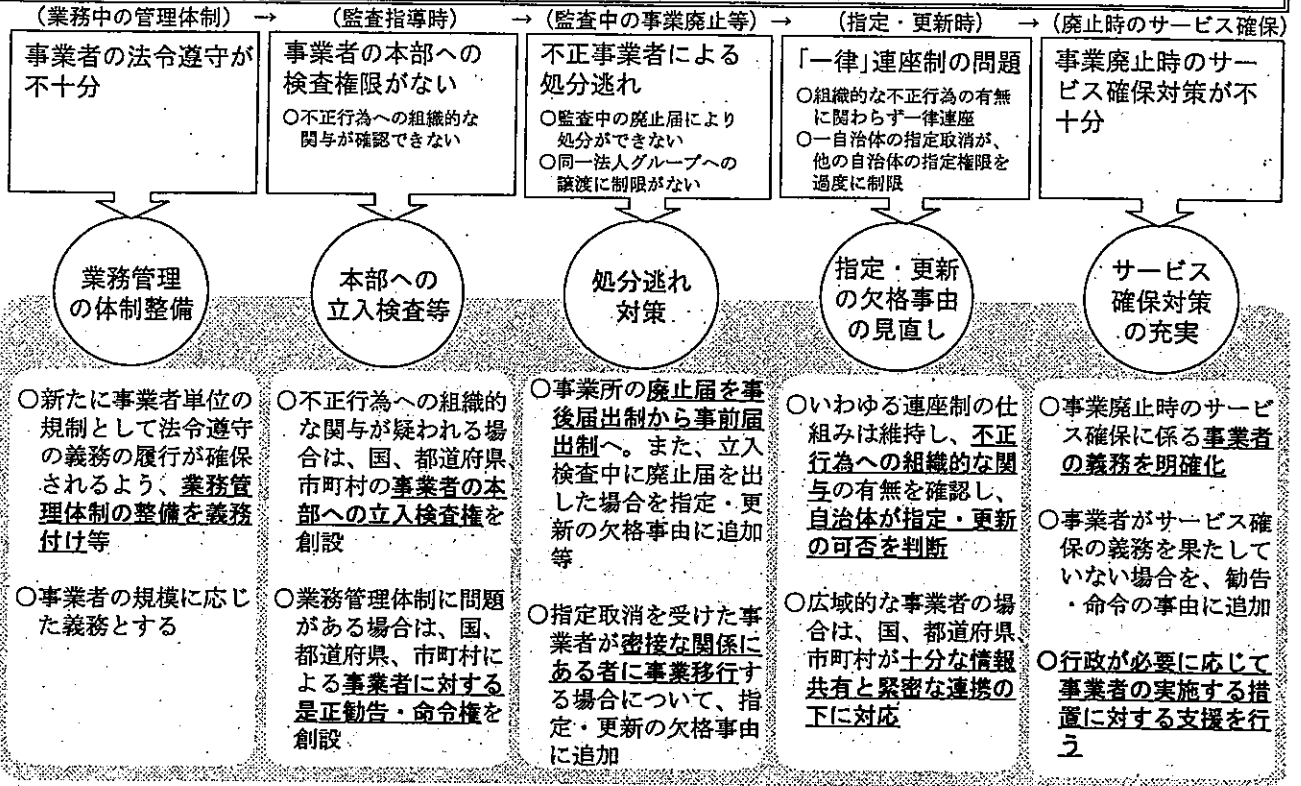 (業務中の管理体制) → (監査指導時) → (監査中の事業廃止等) → (指定・更新時) → (廃止時のサービス確保)
事業者の法令遵守が
不十分
事業者の本部への
検査権限がない
○不正行為への組織的な
関与が確認できない
不正事業者による
処分逃れ
○監査中の廃止届により
処分ができない
○同一法人グループへの
譲渡に制限がない
「一律」連座制の問題
○組織的な不正行為の有無
に関わらず一律連座
○一自治体の指定取消が、
他の自治体の指定権限を
過度に制限
事業廃止時のサー
ビス確保対策が不
十分
業務管理
の体制整備
本部への
立入検査等
処分逃れ
対策
指定・更新
の欠格事由
の見直し
サービス
確保対策
の充実
○新たに事業者単位の
規制として法令遵守
の義務の履行が確保
されるよう、業務管
理体制の整備を義務
付け等
○事業者の規模に応じ
た義務とする
○不正行為への組織的
な関与が疑われる場
合は、国、都道府県、
市町村の事業者の本
部への立入検査権を
創設
○業務管理体制に問題
がある場合は、国、
都道府県、市町村に
よる事業者に対する
是正勧告・命令権を
創設
○事業所の廃止届を事
後届出制から事前届
出制へ。また、立入
検査中に廃止届を出
した場合を指定・更
新の欠格事由に追加
等
○指定取消を受けた事
業者が密接な関係に
ある者に事業移行す
る場合について、指
定・更新の欠格事由
に追加
○いわゆる連座制の仕
組みは維持し、不正
行為への組織的な関
与の有無を確認し、
自治体が指定・更新
の可否を判断
○広域的な事業者の場
合は、国、都道府県、
市町村が十分な情報
共有と緊密な連携の
下に対応
○事業廃止時のサービ
ス確保に係る事業者
の義務を明確化
○事業者がサービス確
保の義務を果たして
いない場合を、勧告
・命令の事由に追加
○行政が必要に応じて
事業者の実施する措
置に対する支援を行
う